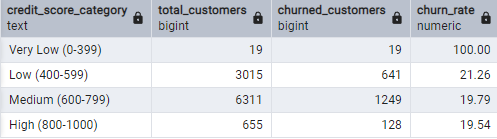 credit_score_category total_customers churned_customers churn_rate
text bigint bigint numeric
Very Low (0-399) 19 19 100.00
Low (400-599) 3015 641 21.26
Medium (600-799) 6311 1249 19.79
High (800-1000) 655 128 19.54